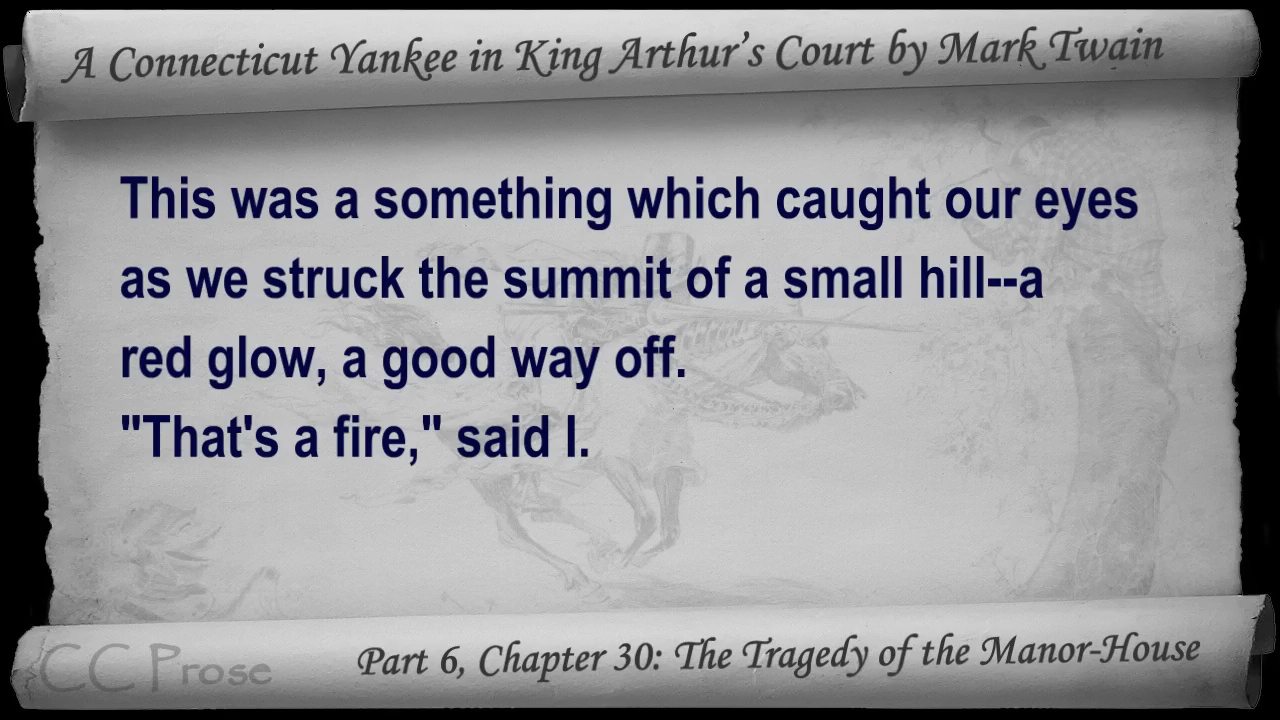 A Connecticut Yankee in King Arthur's Court by Mark Twain
This was a something which caught our eyes
as we struck the summit of a small hill--a
red glow, a good way off.
"That's a fire," said I.
CC Prose
Part 6, Chapter 30: The Tragedy of the Manor-House